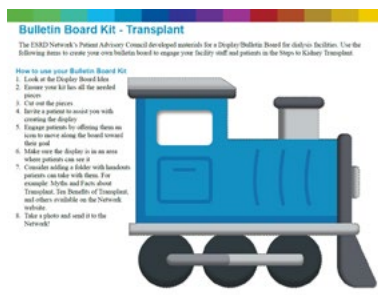 Bulletin Board Kit - Transplant
The ESRD Network's Patient Advisory Council developed materials for a Display/Bulletin Board for dialysis facilities. Use the
following items to create your own bulletin board to engage your facility staff and patients in the Steps to Kidney Transplant.
How to use your Bulletin Board Kit
1. Look at the Display Board Idea
2. Ensure your kit has all the needed
pieces
3. Cut out the pieces
4. Invite a patient to assist you with
creating the display
5. Engage patients by offering them an
icon to move along the board toward
their goal
6. Make sure the display is in an area
where patients can see it
7. Consider adding a folder with handouts
patients can take with them. For
example: Myths and Facts about
Transplant, Ten Benefits of Transplant,
and others available on the Network
website.
8. Take a photo and send it to the
Network!